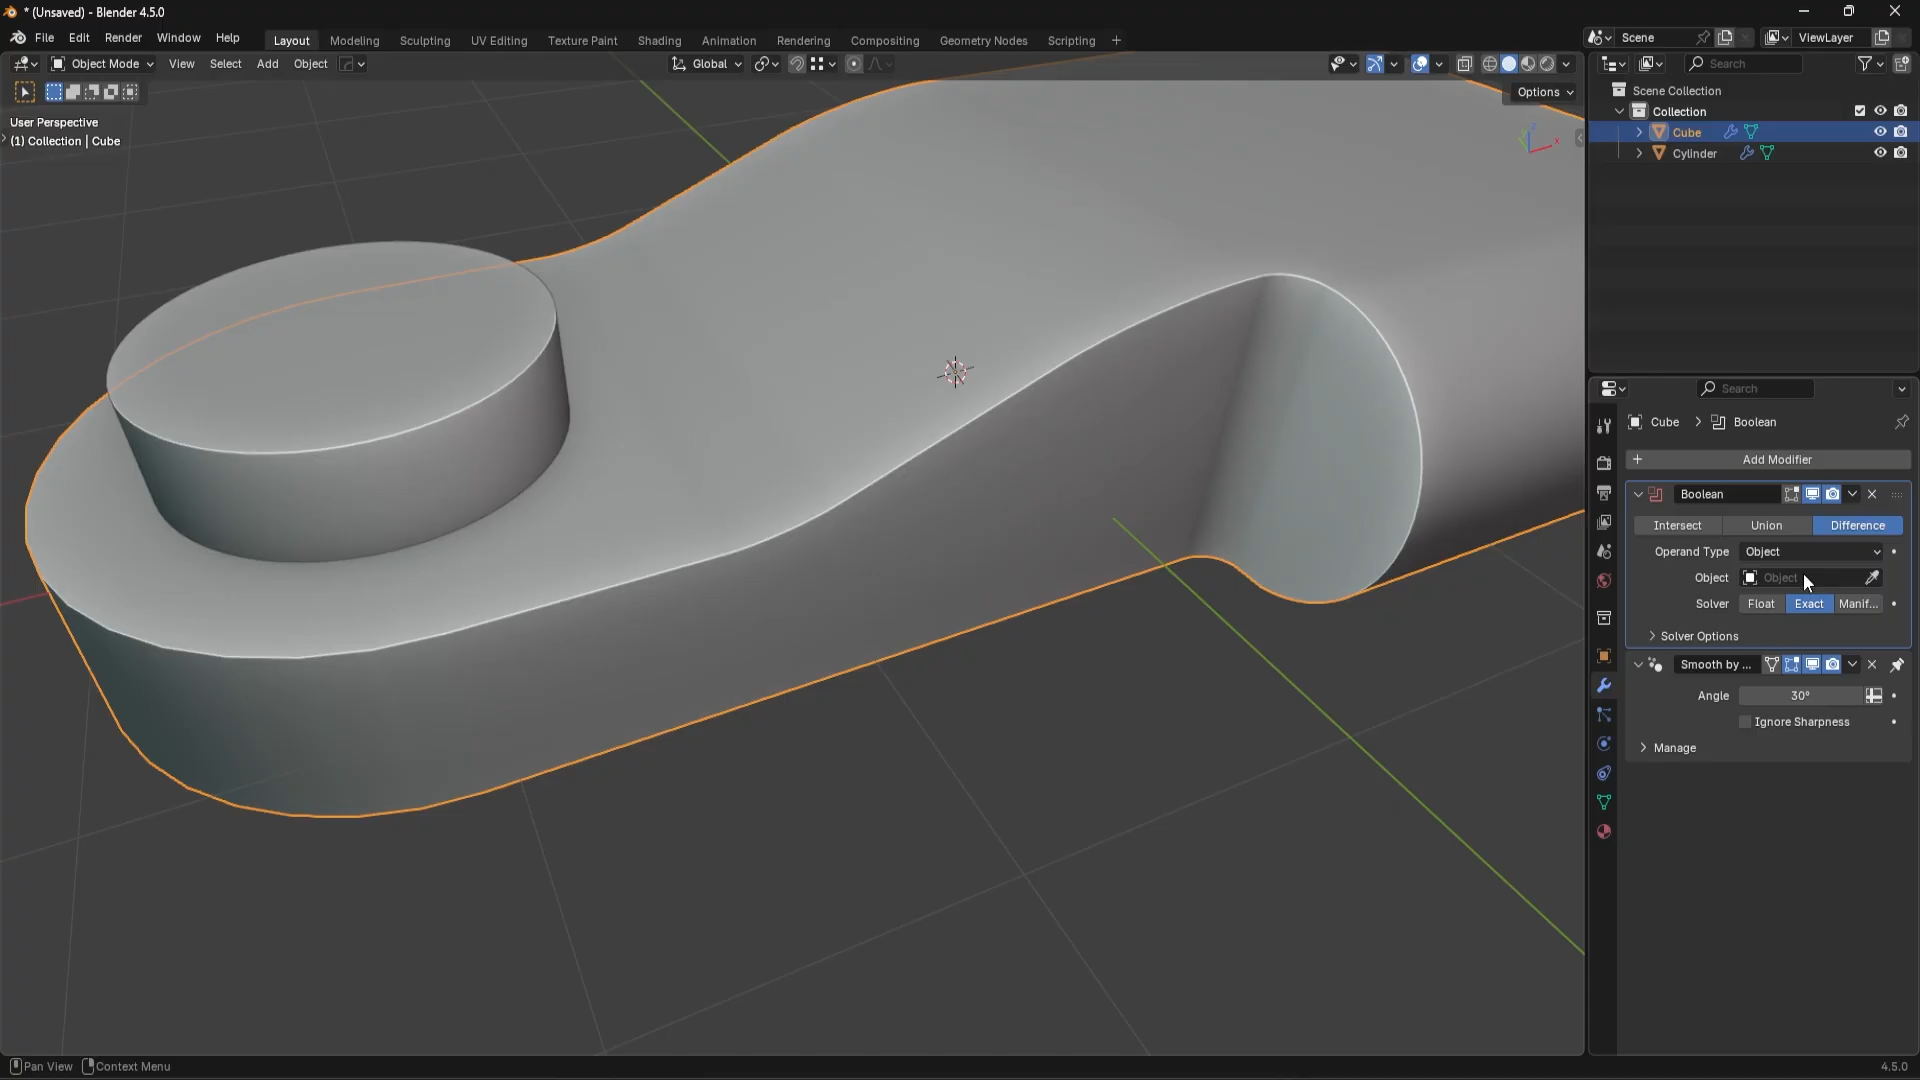 * (Unsaved) - Blender 4.5.0
File Edit Render Window Help Layout Modeling Sculpting UV Editing Texture Paint Shading Animation Rendering Compositing Geometry Nodes Scripting + Scene ViewLayer
Object Mode View Select Add Object Global Search
Options
Scene Collection
User Perspective
(1) Collection | Cube
Collection
Cube
Cylinder
Search
Cube > Boolean
+ Add Modifier
Boolean
Intersect Union Difference
Operand Type Object
Object Object
Solver Float Exact Manif...
Solver Options
Smooth by ...
Angle 30°
Ignore Sharpness
Manage
Pan View Context Menu 4.5.0